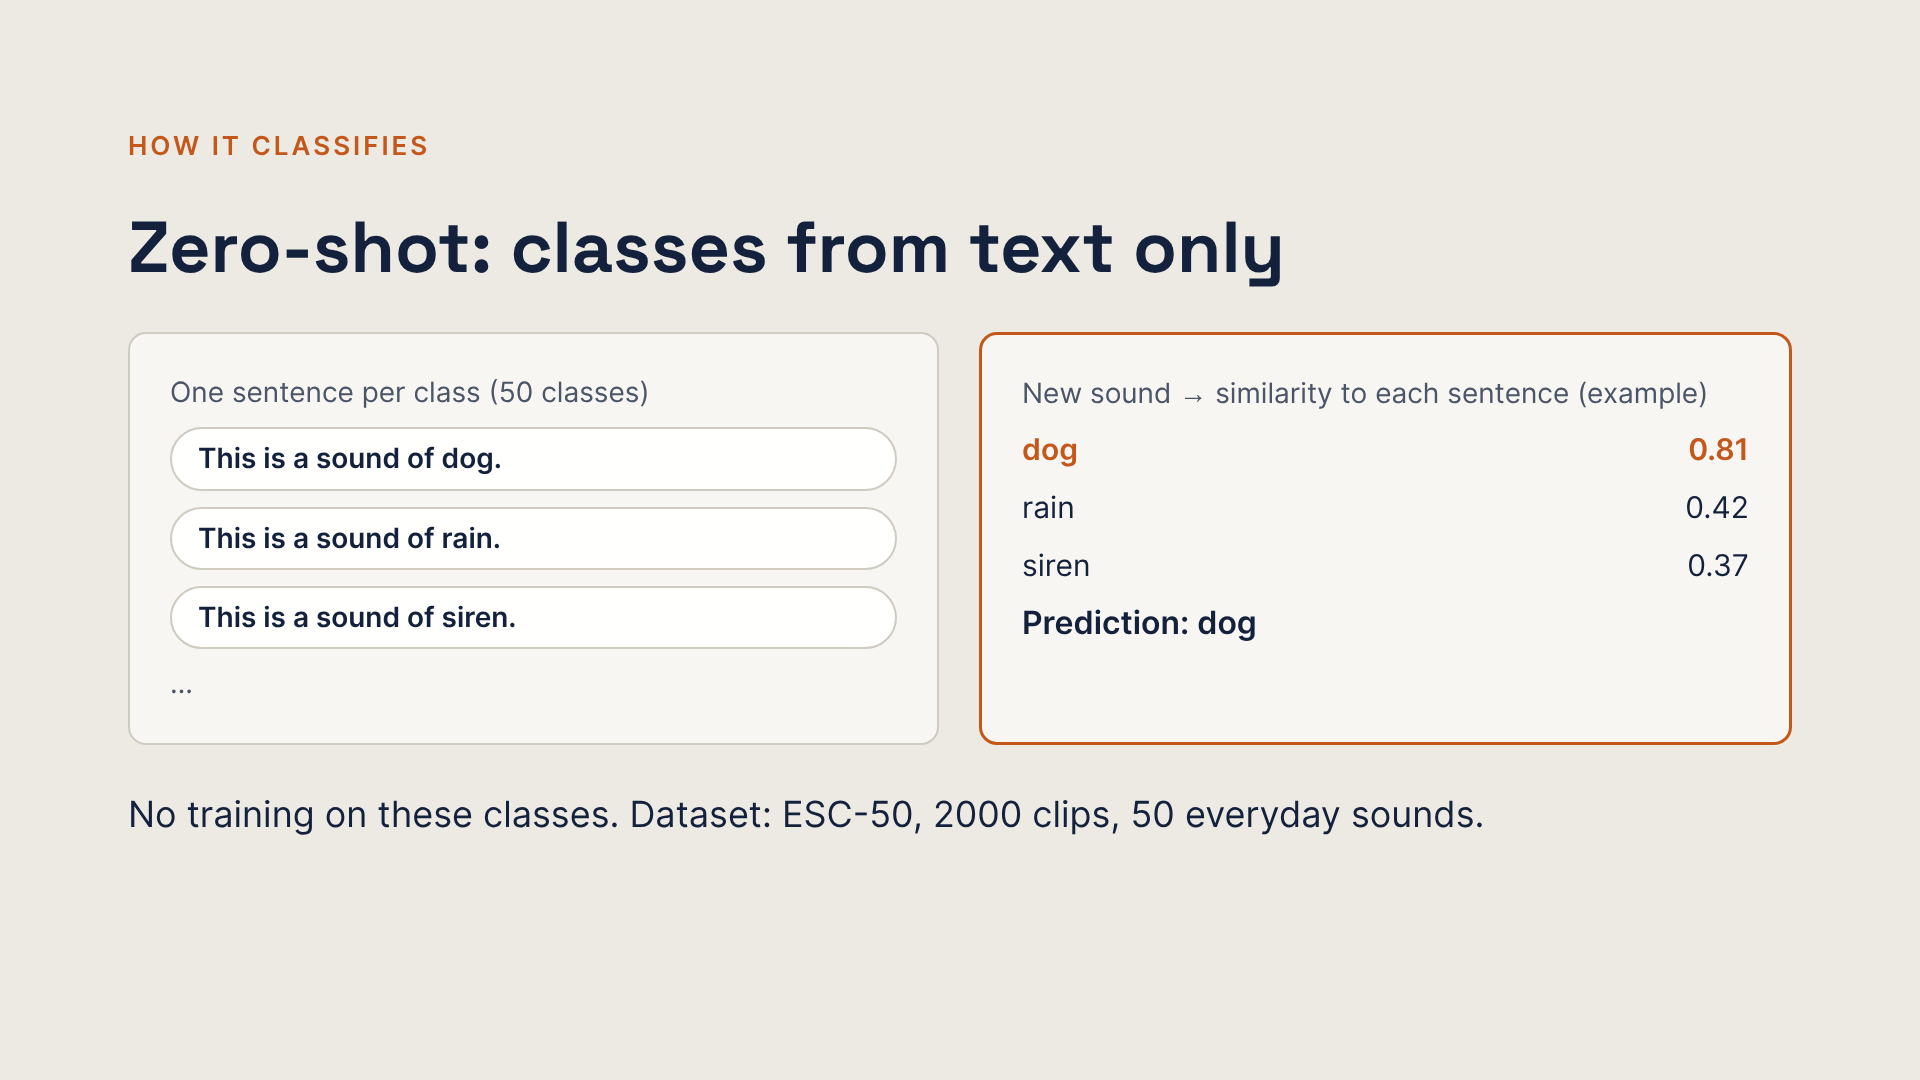 HOW IT CLASSIFIES
Zero-shot: classes from text only
One sentence per class (50 classes)
This is a sound of dog.
This is a sound of rain.
This is a sound of siren.
...
New sound → similarity to each sentence (example)
dog 0.81
rain 0.42
siren 0.37
Prediction: dog
No training on these classes. Dataset: ESC-50, 2000 clips, 50 everyday sounds.